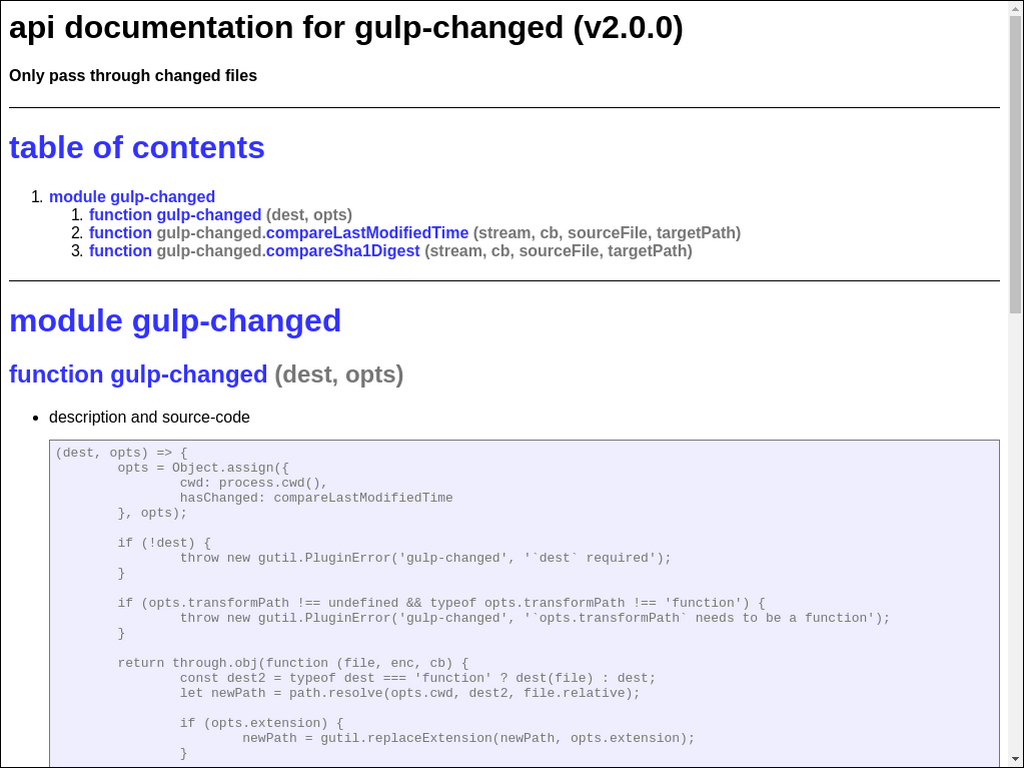 api documentation for gulp-changed (v2.0.0)
Only pass through changed files
table of contents
1. module gulp-changed
1. function gulp-changed (dest, opts)
2. function gulp-changed.compareLastModifiedTime (stream, cb, sourceFile, targetPath)
3. function gulp-changed.compareSha1Digest (stream, cb, sourceFile, targetPath)
module gulp-changed
function gulp-changed (dest, opts)
• description and source-code
(dest, opts) => {
opts = Object.assign({
cwd: process.cwd(),
hasChanged: compareLastModifiedTime
}, opts);
if (!dest) {
throw new gutil.PluginError('gulp-changed', '`dest` required');
}
if (opts.transformPath !== undefined && typeof opts.transformPath !== 'function') {
throw new gutil.PluginError('gulp-changed', '`opts.transformPath` needs to be a function');
}
return through.obj(function (file, enc, cb) {
const dest2 = typeof dest === 'function' ? dest(file) : dest;
let newPath = path.resolve(opts.cwd, dest2, file.relative);
if (opts.extension) {
newPath = gutil.replaceExtension(newPath, opts.extension);
}